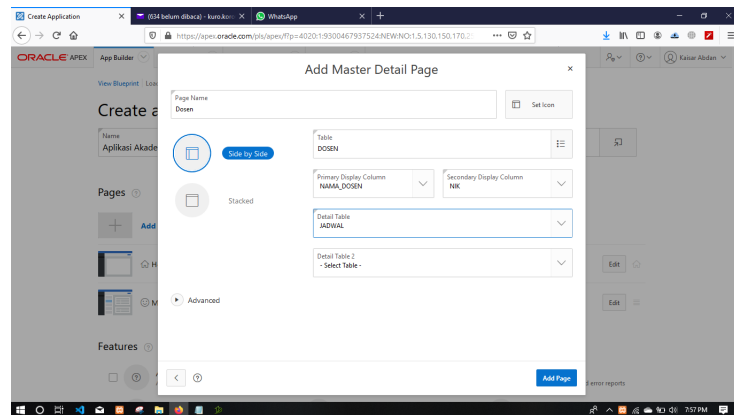 Create Application
(634 belum dibaca) - kuro.koro
WhatsApp
https://apex.oracle.com/pls/apex/f?p=4020:1:9300467937524:NEW:NO:1,5,130,150,170,2
ORACLE APEX
App Builder
Kaisar Abdan
View Blueprint
Load
Create a
Name
Aplikasi Akade
Pages
Add
H
Edit
M
Edit
Features
d error reports
Add Master Detail Page
Page Name
Dosen
Set Icon
Side by Side
Stacked
Table
DOSEN
Primary Display Column
NAMA_DOSEN
Secondary Display Column
NIK
Detail Table
JADWAL
Detail Table 2
- Select Table -
Advanced
Add Page
7:57 PM